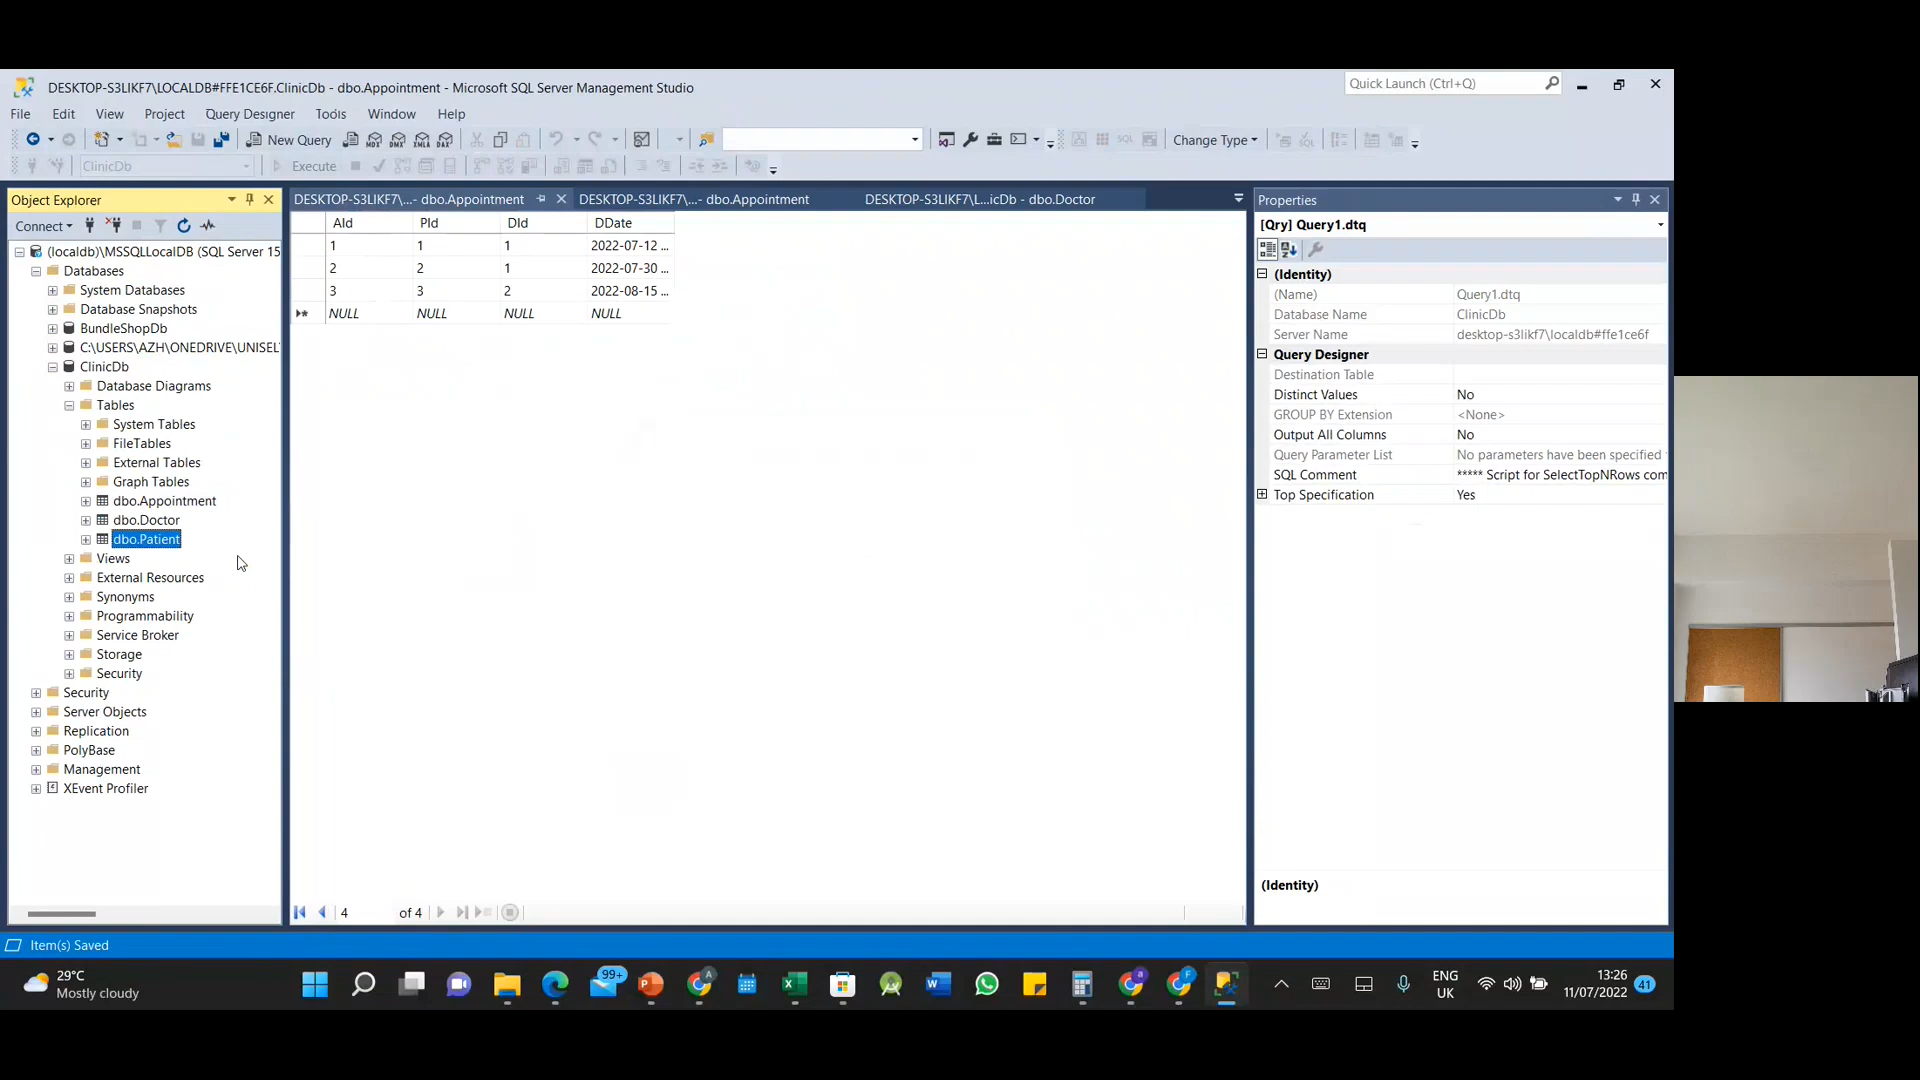 DESKTOP-S3LIKF7\LOCALDB#FFE1CE6F.ClinicDb - dbo.Appointment - Microsoft SQL Server Management Studio
Quick Launch (Ctrl+Q)
File Edit View Project Query Designer Tools Window Help
New Query
MDX DMX XMLA DAX
SQL
Change Type
ClinicDb
Execute
Object Explorer
Connect
(localdb)\MSSQLLocalDB (SQL Server 15
Databases
System Databases
Database Snapshots
BundleShopDb
C:\USERS\AZH\ONEDRIVE\UNISEL
ClinicDb
Database Diagrams
Tables
System Tables
FileTables
External Tables
Graph Tables
dbo.Appointment
dbo.Doctor
dbo.Patient
Views
External Resources
Synonyms
Programmability
Service Broker
Storage
Security
Security
Server Objects
Replication
PolyBase
Management
XEvent Profiler
DESKTOP-S3LIKF7\...- dbo.Appointment
DESKTOP-S3LIKF7\...- dbo.Appointment
DESKTOP-S3LIKF7\L...icDb - dbo.Doctor
AId PId DId DDate
1 1 1 2022-07-12 ...
2 2 1 2022-07-30 ...
3 3 2 2022-08-15 ...
NULL NULL NULL NULL
4 of 4
Properties
[Qry] Query1.dtq
(Identity)
(Name) Query1.dtq
Database Name ClinicDb
Server Name desktop-s3likf7\localdb#ffe1ce6f
Query Designer
Destination Table
Distinct Values No
GROUP BY Extension <None>
Output All Columns No
Query Parameter List No parameters have been specified
SQL Comment ***** Script for SelectTopNRows com
Top Specification Yes
(Identity)
Item(s) Saved
29°C
Mostly cloudy
99+
ENG
UK
13:26
11/07/2022
41